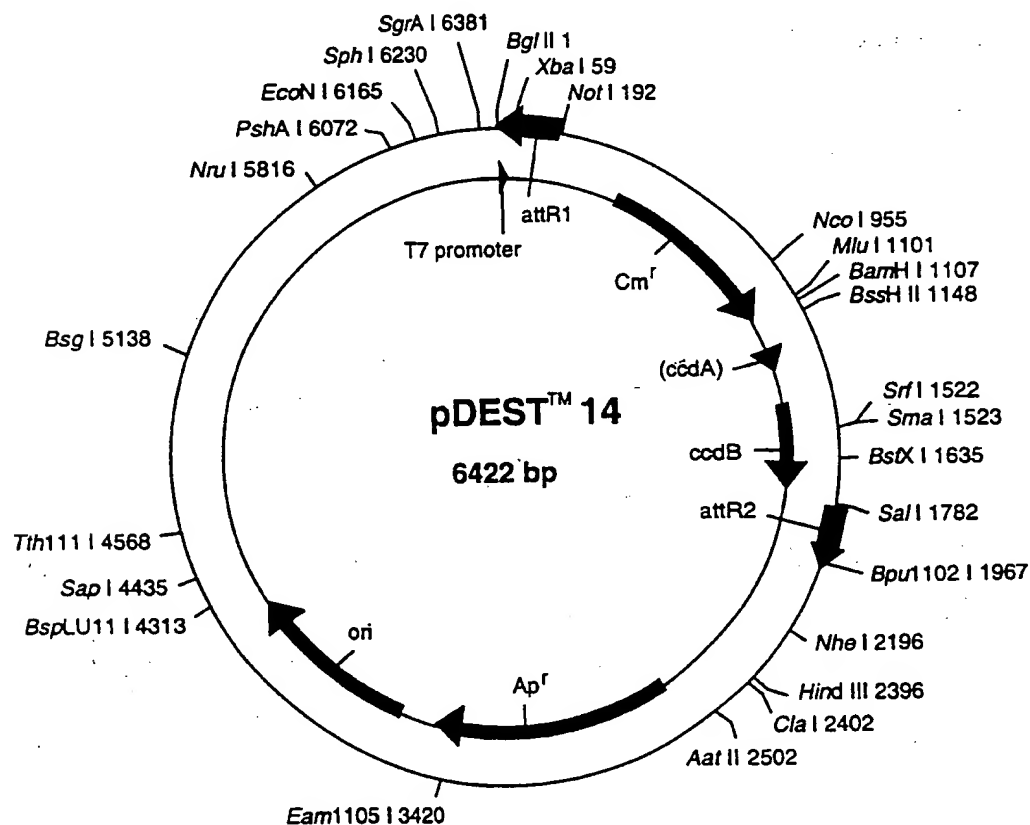 SgrA I 6381
Sph I 6230
EcoN I 6165
PshA I 6072
Nru I 5816
Bgl II 1
Xba I 59
Not I 192
attR1
T7 promoter
Cmr
Nco I 955
Mlu I 1101
BamH I 1107
BssH II 1148
Bsg I 5138
(ccdA)
pDEST™ 14
6422 bp
Srf I 1522
Sma I 1523
ccdB
BstX I 1635
attR2
Sal I 1782
Bpu1102 I 1967
Tth111 I 4568
Sap I 4435
BspLU11 I 4313
ori
Apr
Nhe I 2196
Hind III 2396
Cla I 2402
Aat II 2502
Eam1105 I 3420